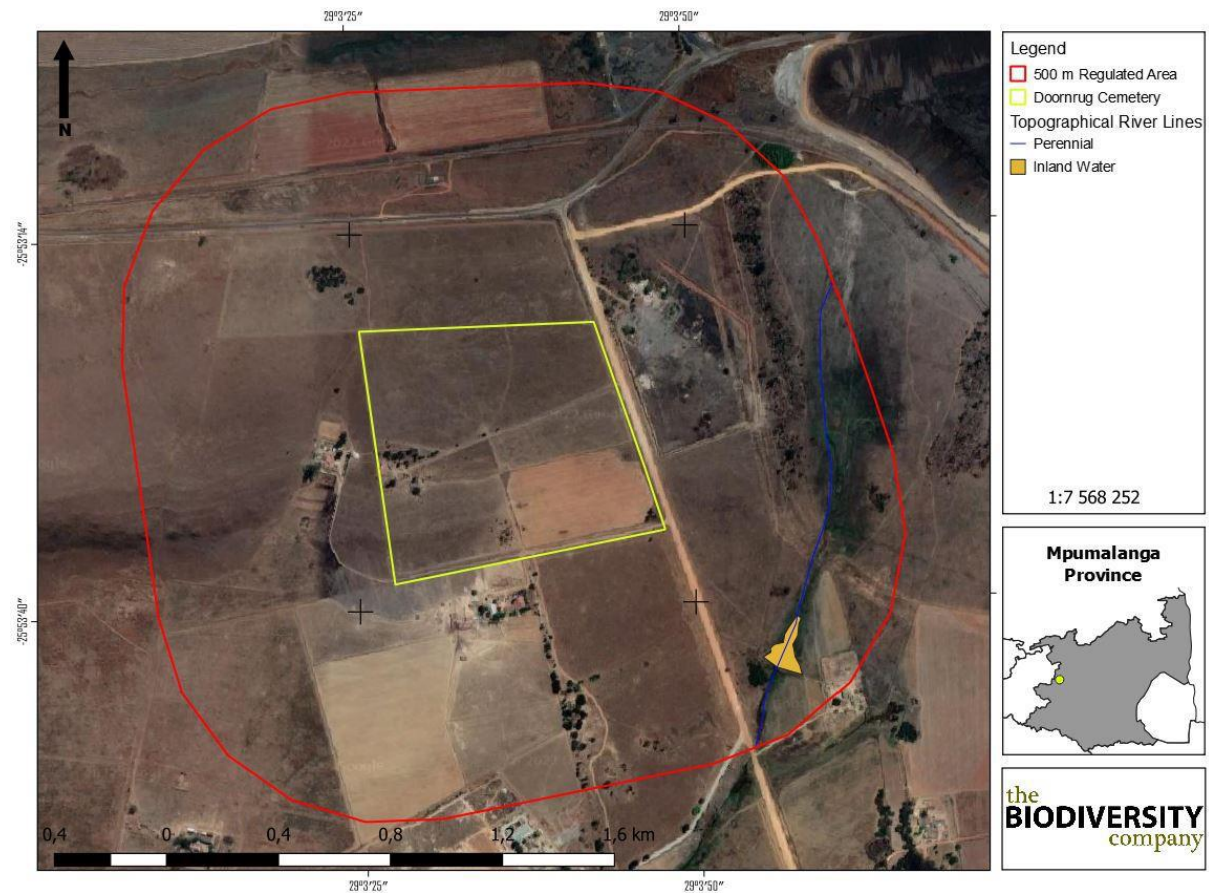 29°3'25" 29°3'50"
N
-25°53'14"
-25°53'40"
0,4 0 0,4 0,8 1,2 1,6 km
29°3'25" 29°3'50"
Legend
500 m Regulated Area
Doornrug Cemetery
Topographical River Lines
Perennial
Inland Water
1:7 568 252
Mpumalanga
Province
the
BIODIVERSITY
company